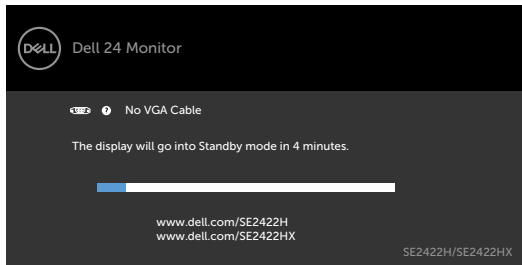 DELL Dell 24 Monitor
? No VGA Cable
The display will go into Standby mode in 4 minutes.
www.dell.com/SE2422H
www.dell.com/SE2422HX
SE2422H/SE2422HX